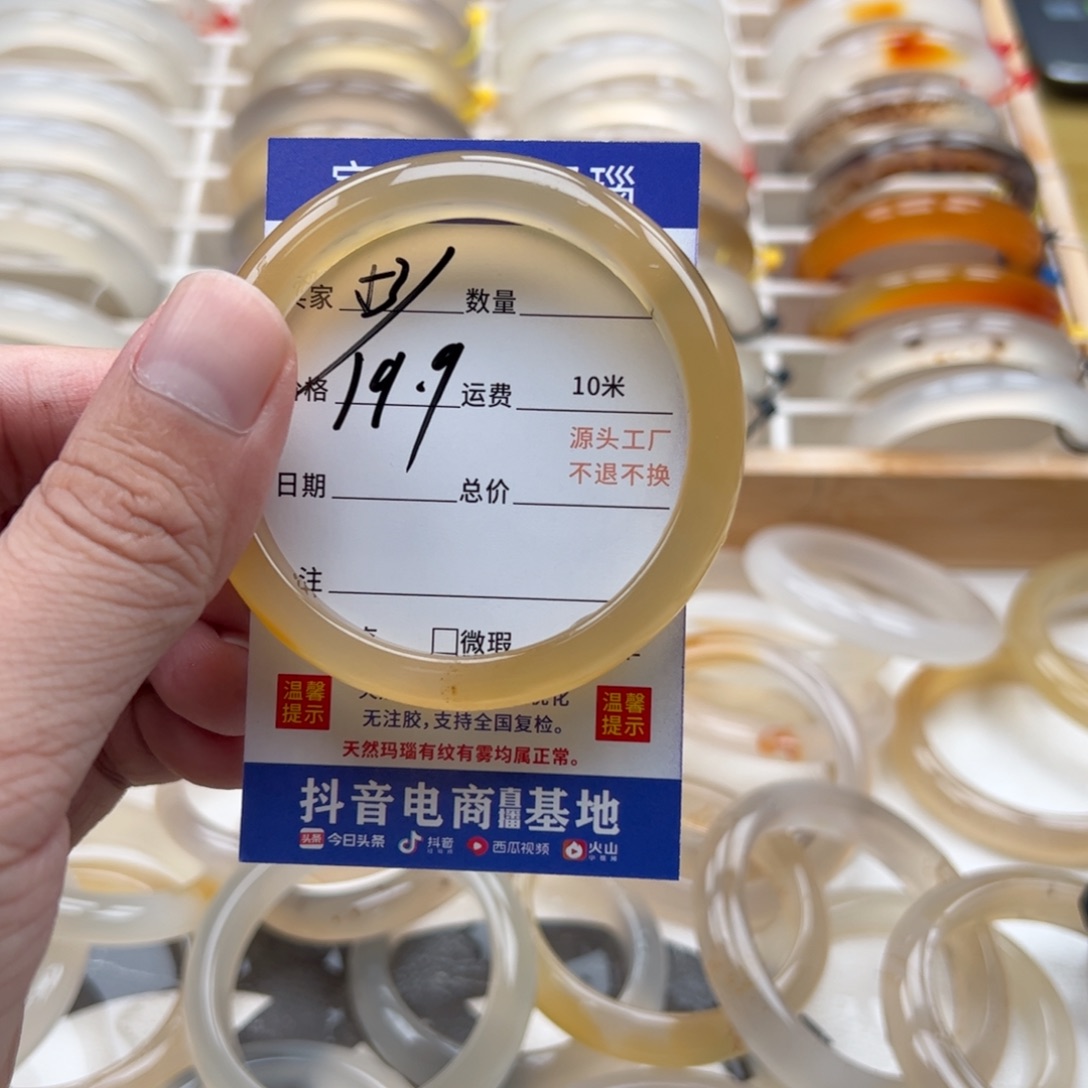 家 数量
格 19.9 运费 10米
源头工厂
不退不换
日期 总价
注
□微瑕
温馨
提示
无注胶，支持全国复检。
温馨
提示
天然玛瑙有纹有雾均属正常。
抖音电商直播基地
头条 今日头条 抖音 西瓜视频 火山